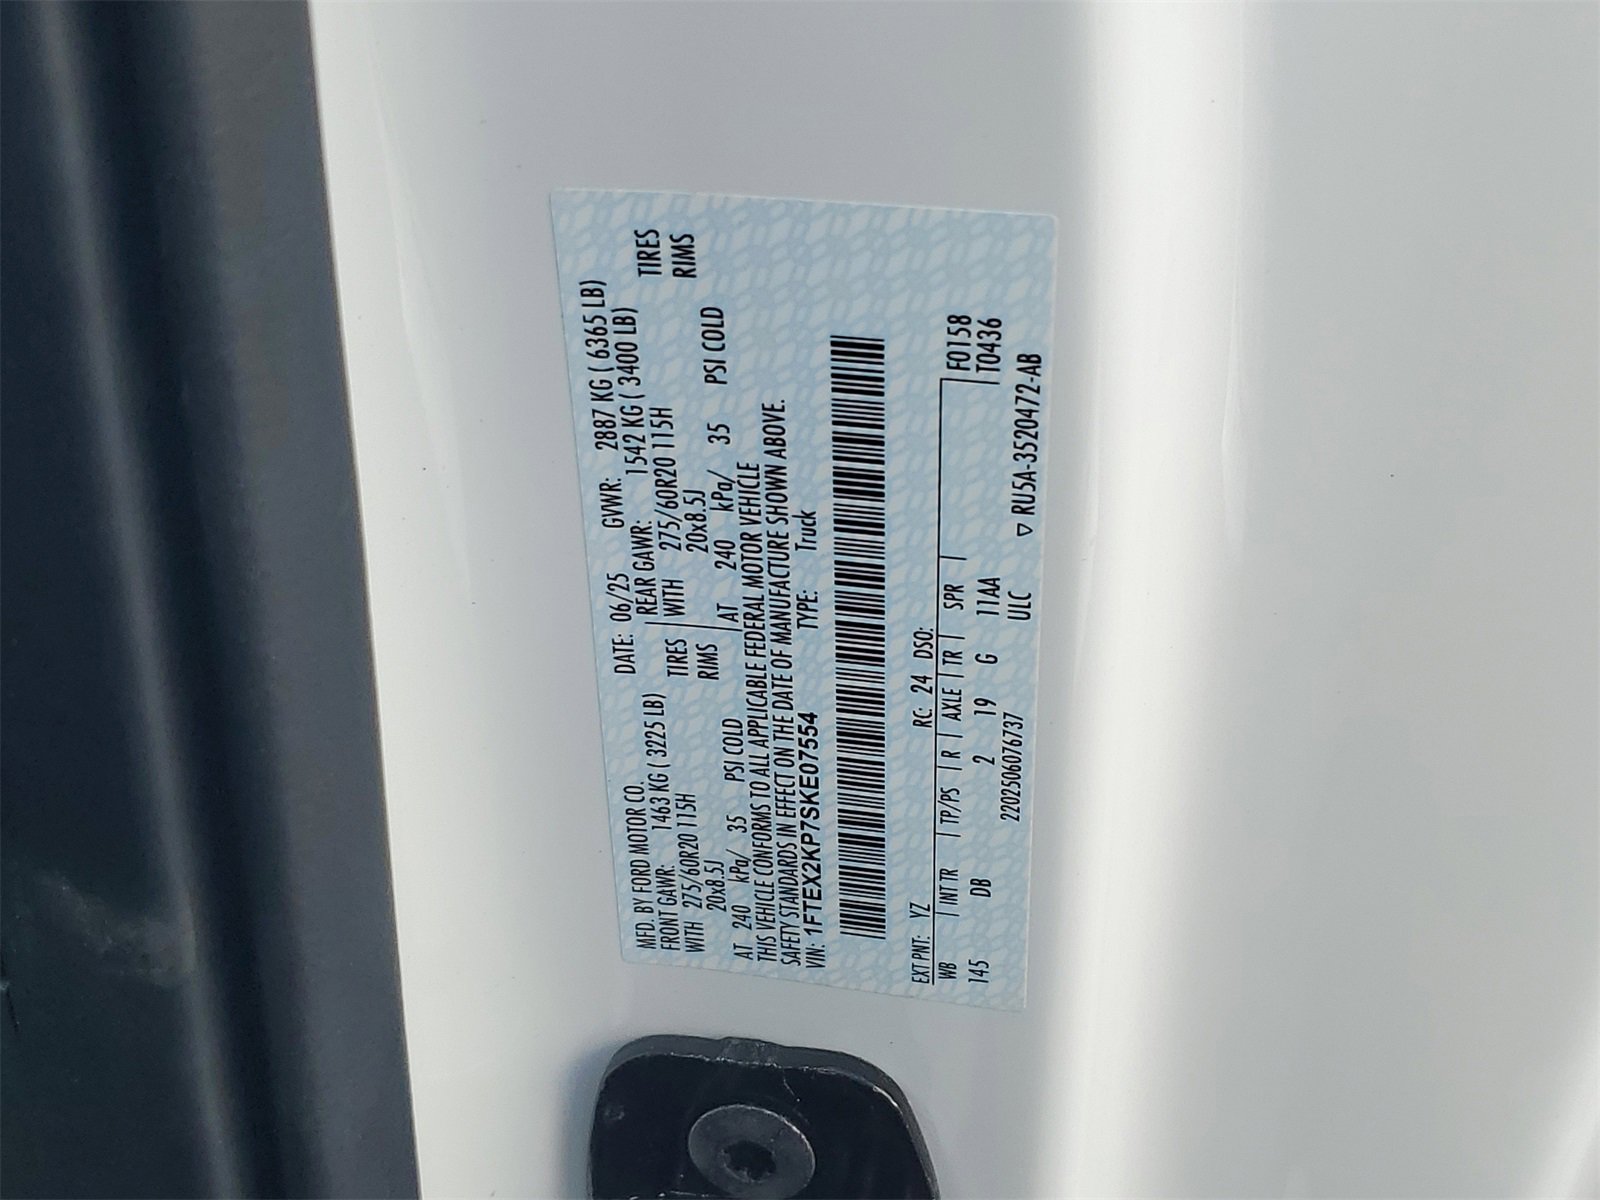 MFD. BY FORD MOTOR CO.
DATE: 06/25 GVWR: 2887 KG ( 6365 LB)
FRONT GAWR: 1463 KG ( 3225 LB) REAR GAWR: 1542 KG ( 3400 LB)
WITH 275/60R20 115H TIRES WITH 275/60R20 115H TIRES
20x8.5J RIMS 20x8.5J RIMS
AT 240 kPa/ 35 PSI COLD AT 240 kPa/ 35 PSI COLD
THIS VEHICLE CONFORMS TO ALL APPLICABLE FEDERAL MOTOR VEHICLE
SAFETY STANDARDS IN EFFECT ON THE DATE OF MANUFACTURE SHOWN ABOVE.
VIN: 1FTEX2KP7SKE07554 TYPE: Truck
EXT PNT: YZ RC: 24 DSO:
WB | INT TR | TP/PS | R | AXLE | TR | SPR | F0158
145 DB 2 19 G 11AA T0436
2202506076737 ULC ▽ RU5A-3520472-AB